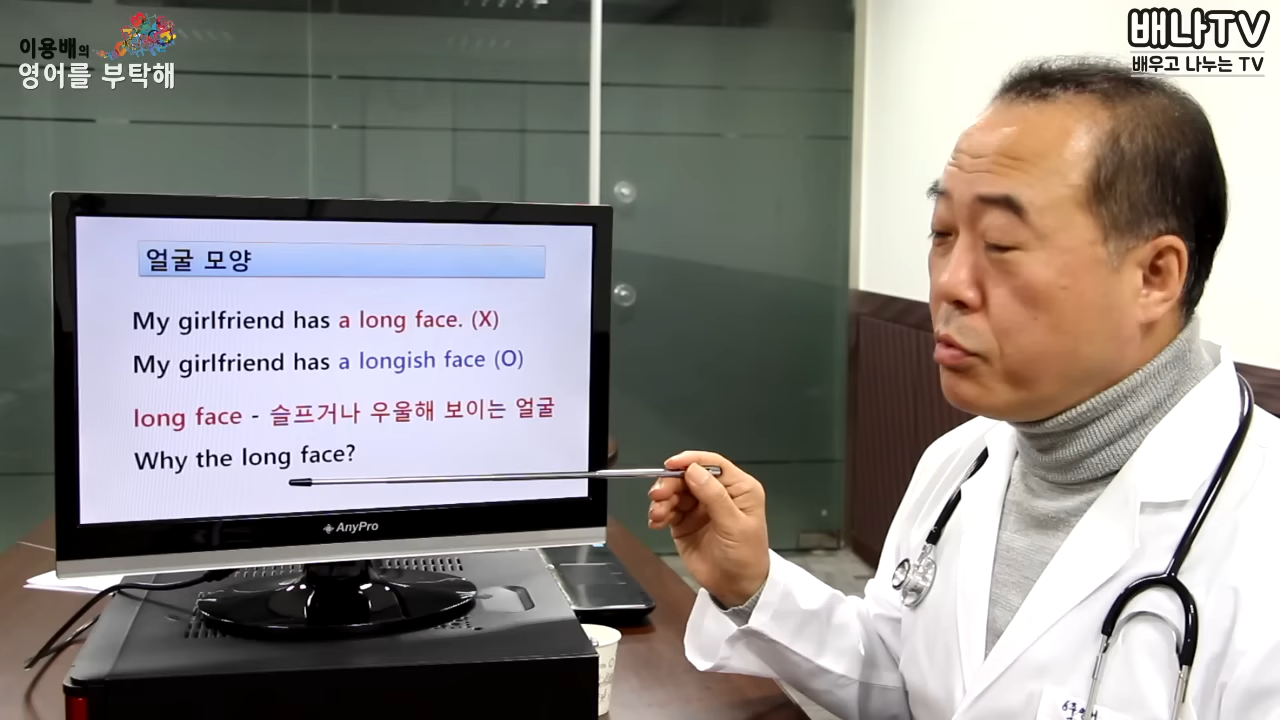 이용배의
영어를 부탁해
배나TV
배우고 나누는 TV
얼굴 모양
My girlfriend has a long face. (X)
My girlfriend has a longish face (O)
long face - 슬프거나 우울해 보이는 얼굴
Why the long face?
AnyPro